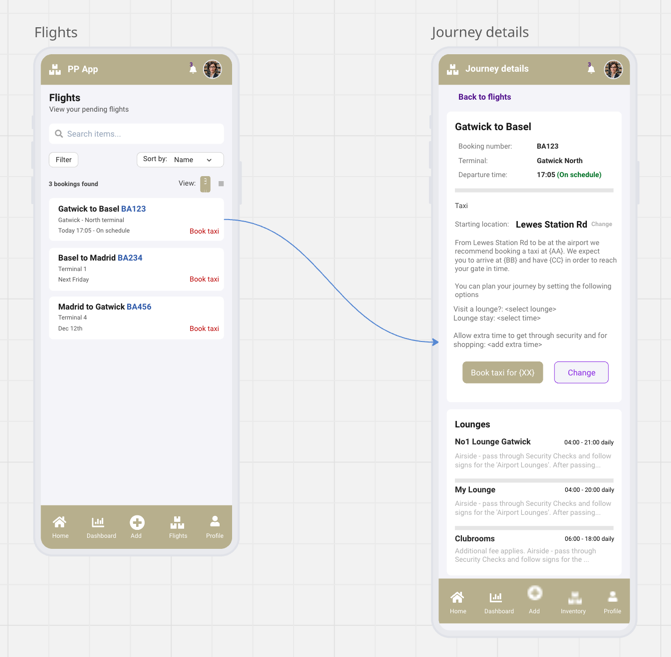 Flights
PP App
Flights
View your pending flights
Search items...
Filter
Sort by: Name
3 bookings found
View:
Gatwick to Basel BA123
Gatwick - North terminal
Today 17:05 - On schedule
Book taxi
Basel to Madrid BA234
Terminal 1
Next Friday
Book taxi
Madrid to Gatwick BA456
Terminal 4
Dec 12th
Book taxi
Home
Dashboard
Add
Flights
Profile
Journey details
Journey details
Back to flights
Gatwick to Basel
Booking number: BA123
Terminal: Gatwick North
Departure time: 17:05 (On schedule)
Taxi
Starting location: Lewes Station Rd Change
From Lewes Station Rd to be at the airport we
recommend booking a taxi at {AA}. We expect
you to arrive at {BB} and have {CC} in order to reach
your gate in time.
You can plan your journey by setting the following
options
Visit a lounge?: <select lounge>
Lounge stay: <select time>
Allow extra time to get through security and for
shopping: <add extra time>
Book taxi for {XX}
Change
Lounges
No1 Lounge Gatwick 04:00 - 21:00 daily
Airside - pass through Security Checks and follow
signs for the 'Airport Lounges'. After passing...
My Lounge 04:00 - 20:00 daily
Airside - pass through Security Checks and follow
signs for the 'Airport Lounges'. After passing...
Clubrooms 06:00 - 18:00 daily
Additional fee applies. Airside - pass through
Security Checks and follow signs for the ...
Home
Dashboard
Add
Inventory
Profile